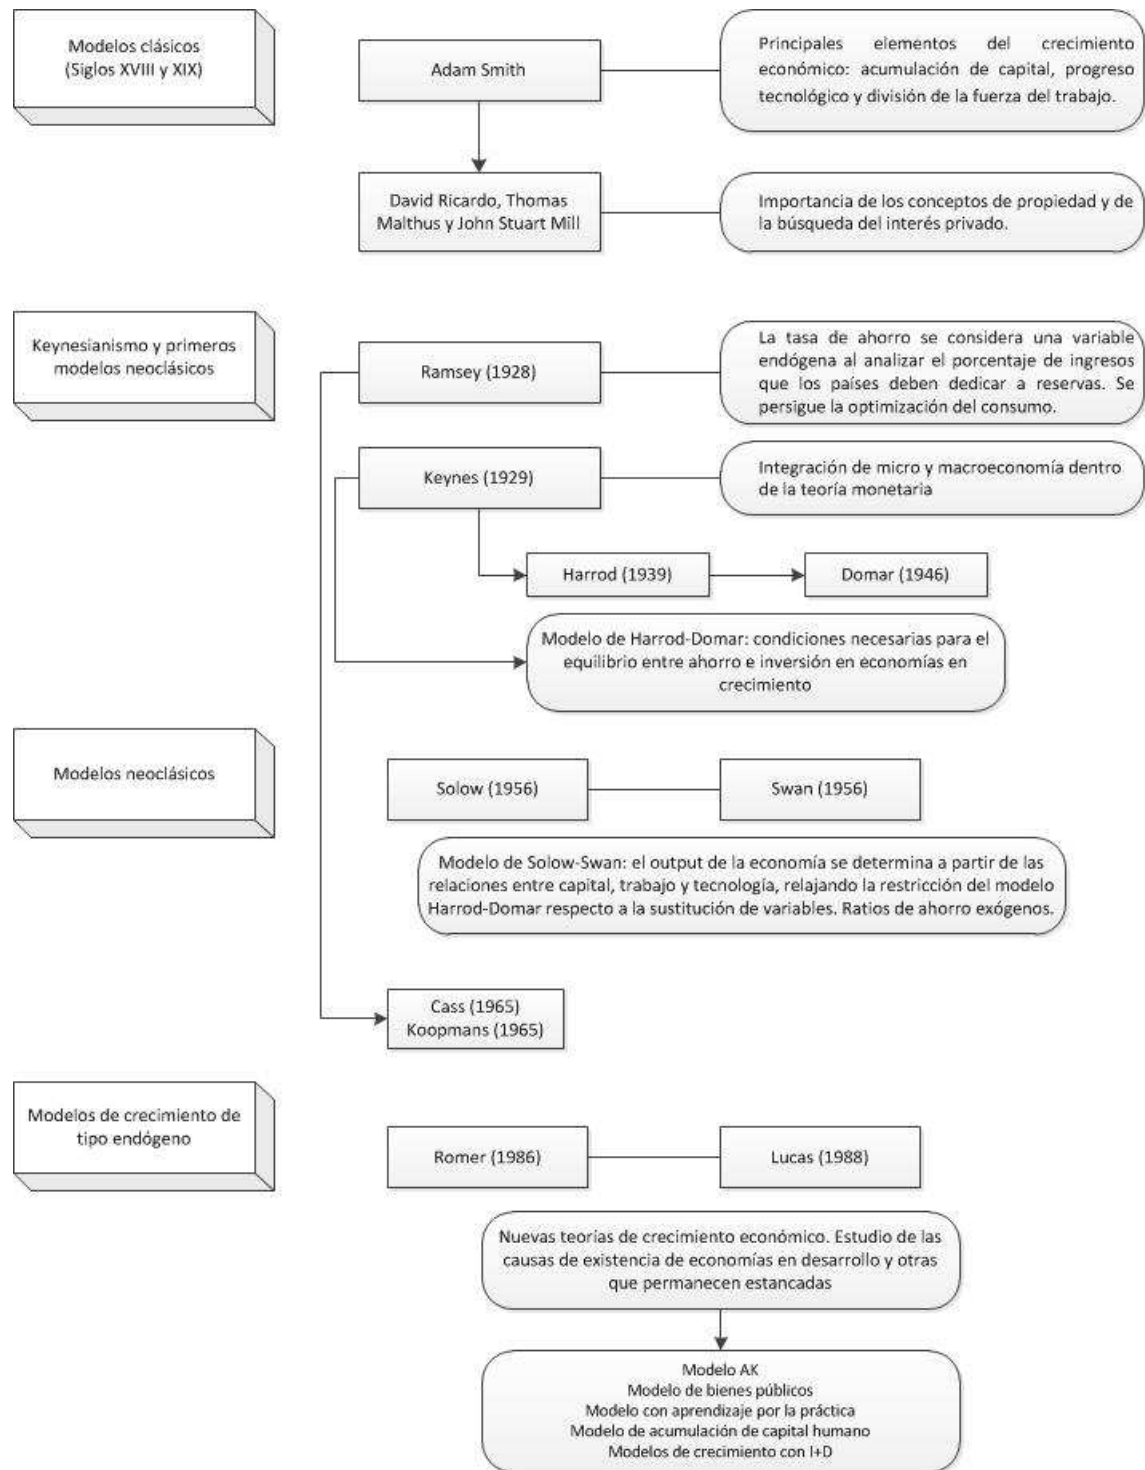 Modelos clásicos
(Siglos XVIII y XIX)
Adam Smith
Principales elementos del crecimiento
económico: acumulación de capital, progreso
tecnológico y división de la fuerza del trabajo.
David Ricardo, Thomas
Malthus y John Stuart Mill
Importancia de los conceptos de propiedad y de
la búsqueda del interés privado.
Keynesianismo y primeros
modelos neoclásicos
Ramsey (1928)
La tasa de ahorro se considera una variable
endógena al analizar el porcentaje de ingresos
que los países deben dedicar a reservas. Se
persigue la optimización del consumo.
Keynes (1929)
Integración de micro y macroeconomía dentro
de la teoría monetaria
Harrod (1939)
Domar (1946)
Modelo de Harrod-Domar: condiciones necesarias para el
equilibrio entre ahorro e inversión en economías en
crecimiento
Modelos neoclásicos
Solow (1956)
Swan (1956)
Modelo de Solow-Swan: el output de la economía se determina a partir de las
relaciones entre capital, trabajo y tecnología, relajando la restricción del modelo
Harrod-Domar respecto a la sustitución de variables. Ratios de ahorro exógenos.
Cass (1965)
Koopmans (1965)
Modelos de crecimiento de
tipo endógeno
Romer (1986)
Lucas (1988)
Nuevas teorías de crecimiento económico. Estudio de las
causas de existencia de economías en desarrollo y otras
que permanecen estancadas
Modelo AK
Modelo de bienes públicos
Modelo con aprendizaje por la práctica
Modelo de acumulación de capital humano
Modelos de crecimiento con I+D